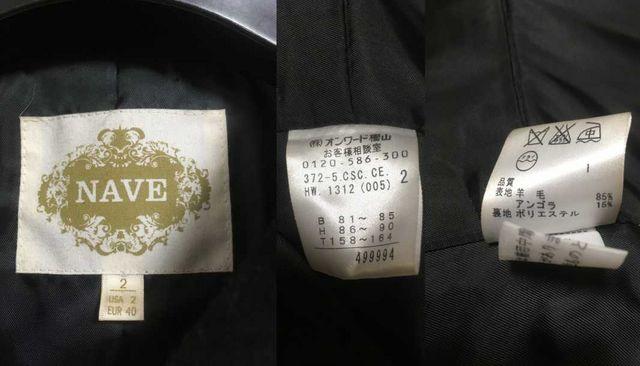 NAVE
2
USA 2
EUR 40
(株)オンワード樫山
お客様相談室
0120-586-300
372-5.CSC.CE.
HW. 1312 (005) 2
B 81〜 85
H 86〜 90
T158〜164
499994
1
品質
表地 羊 毛 85%
アンゴラ 15%
裏地 ポリエステル